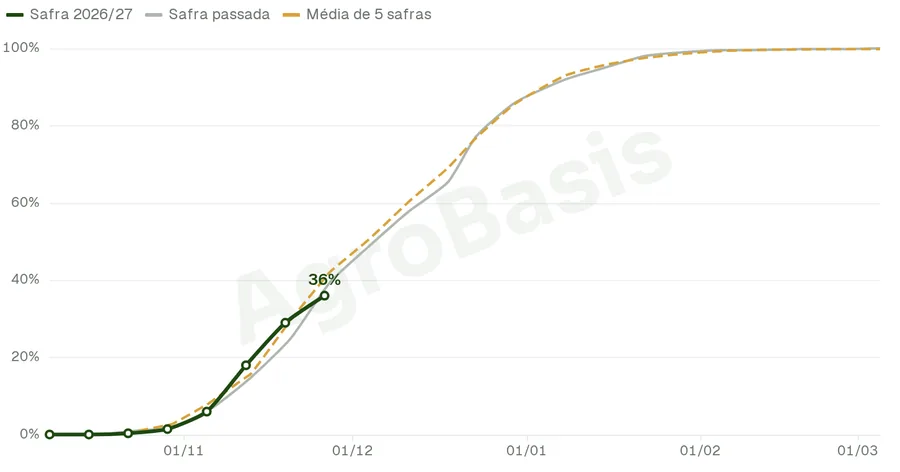 Safra 2026/27 Safra passada Média de 5 safras
100%
80%
60%
40%
20%
0%
36%
AgroBasis
01/11 01/12 01/01 01/02 01/03